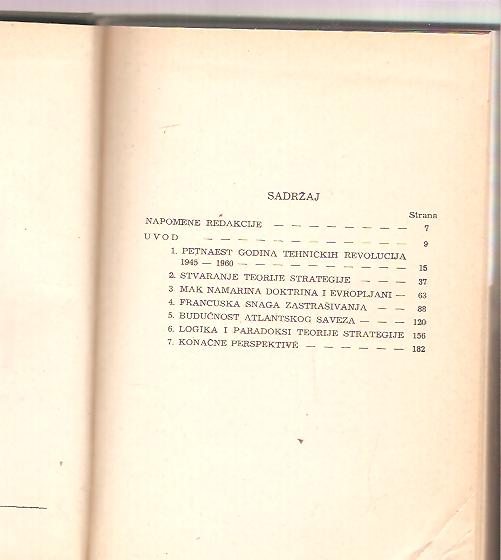 SADRŽAJ
Strana
NAPOMENE REDAKCIJE — — — — — — — — 7
UVOD — — — — — — — — — — 9
1. PETNAEST GODINA TEHNIČKIH REVOLUCIJA
1945 — 1960 — — — — — — — — — 15
2. STVARANJE TEORIJE STRATEGIJE — — — 37
3 MAK NAMARINA DOKTRINA I EVROPLJANI — 63
4. FRANCUSKA SNAGA ZASTRAŠIVANJA — — 88
5. BUDUĆNOST ATLANTSKOG SAVEZA — — — 120
6. LOGIKA I PARADOKSI TEORIJE STRATEGIJE 156
7. KONAČNE PERSPEKTIVE — — — — — — 182